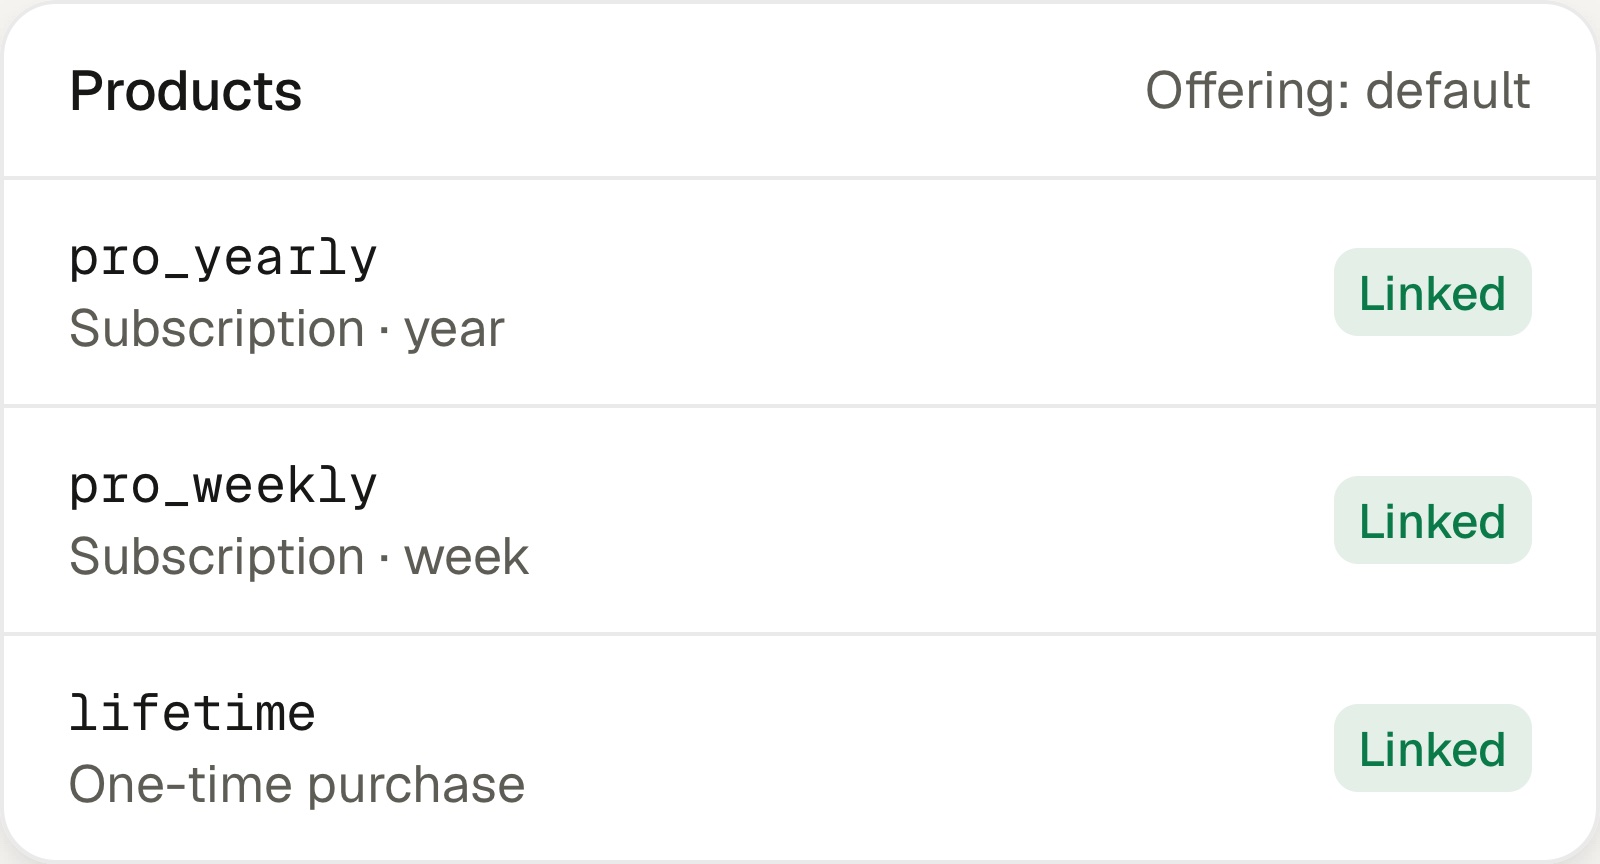 Products
Offering: default
pro_yearly
Subscription · year
Linked
pro_weekly
Subscription · week
Linked
lifetime
One-time purchase
Linked